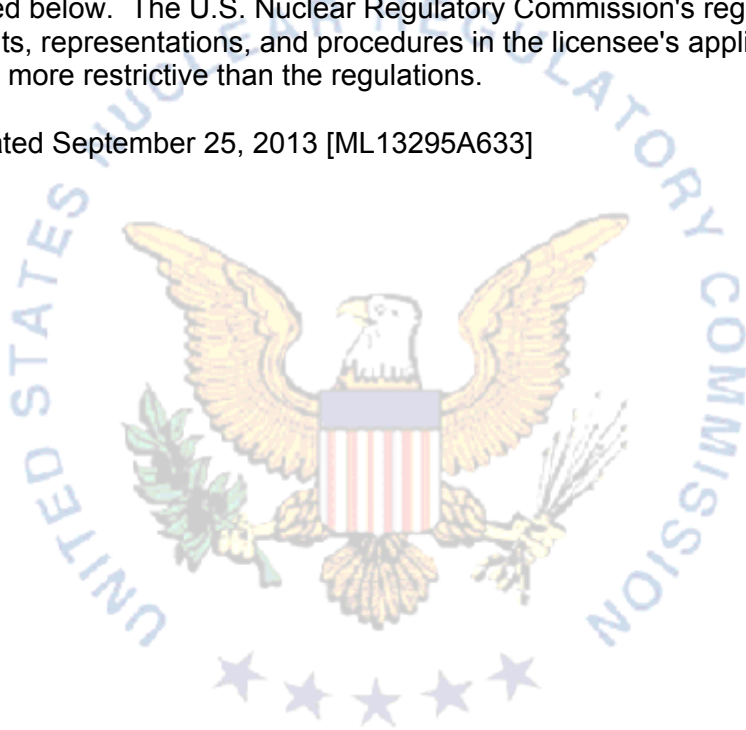 ed below. The U.S. Nuclear Regulatory Commission's reg
ts, representations, and procedures in the licensee's appli
more restrictive than the regulations.
ted September 25, 2013 [ML13295A633]
UNITED STATES NUCLEAR REGULATORY COMMISSION